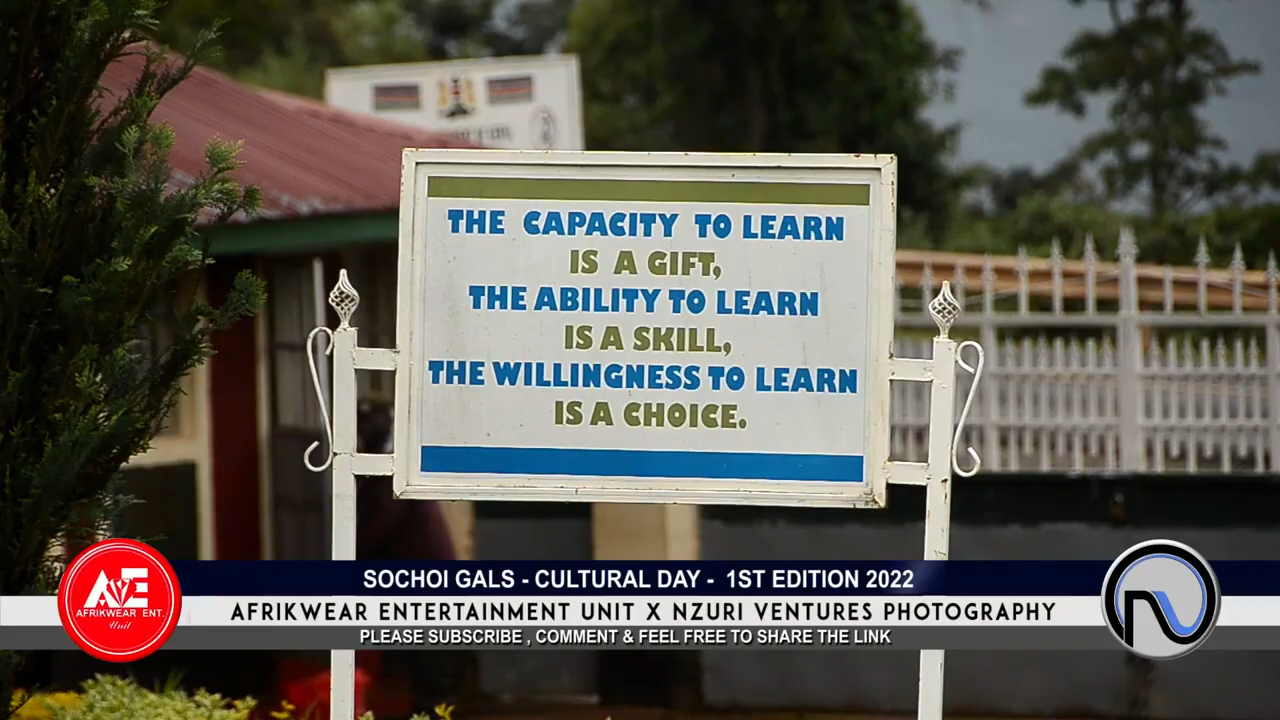 THE CAPACITY TO LEARN
IS A GIFT,
THE ABILITY TO LEARN
IS A SKILL,
THE WILLINGNESS TO LEARN
IS A CHOICE.
SOCHOI GALS - CULTURAL DAY - 1ST EDITION 2022
AFRIKWEAR ENTERTAINMENT UNIT X NZURI VENTURES PHOTOGRAPHY
PLEASE SUBSCRIBE , COMMENT & FEEL FREE TO SHARE THE LINK
AE
AFRIKWEAR ENT.
Unit